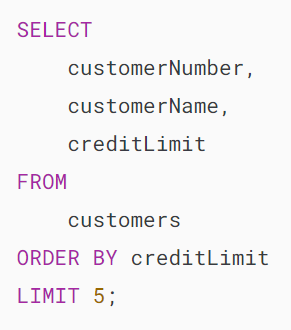 SELECT
    customerNumber,
    customerName,
    creditLimit
FROM
    customers
ORDER BY creditLimit
LIMIT 5;